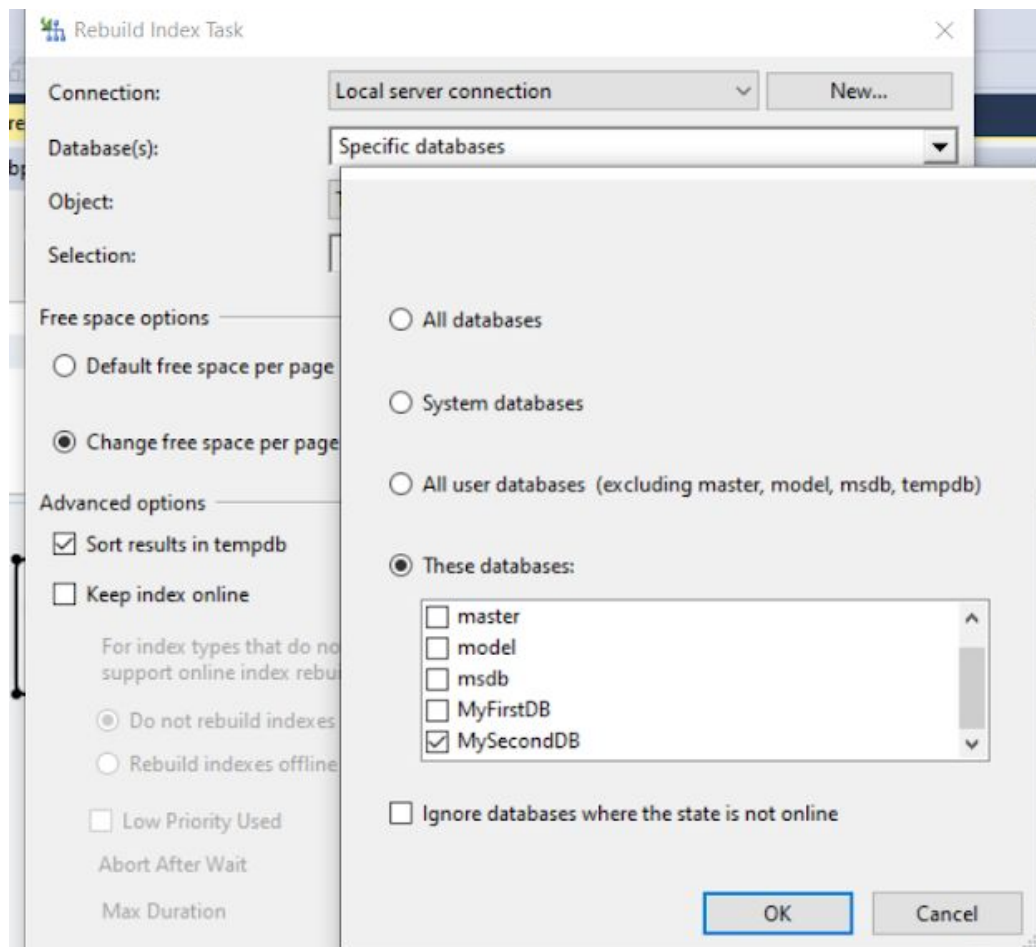 Rebuild Index Task
Connection:
Local server connection
New...
Database(s):
Specific databases
Object:
Selection:
Free space options
Default free space per page
Change free space per page
Advanced options
Sort results in tempdb
Keep index online
For index types that do no
support online index rebui
Do not rebuild indexes
Rebuild indexes offline
Low Priority Used
Abort After Wait
Max Duration
All databases
System databases
All user databases (excluding master, model, msdb, tempdb)
These databases:
master
model
msdb
MyFirstDB
MySecondDB
Ignore databases where the state is not online
OK
Cancel